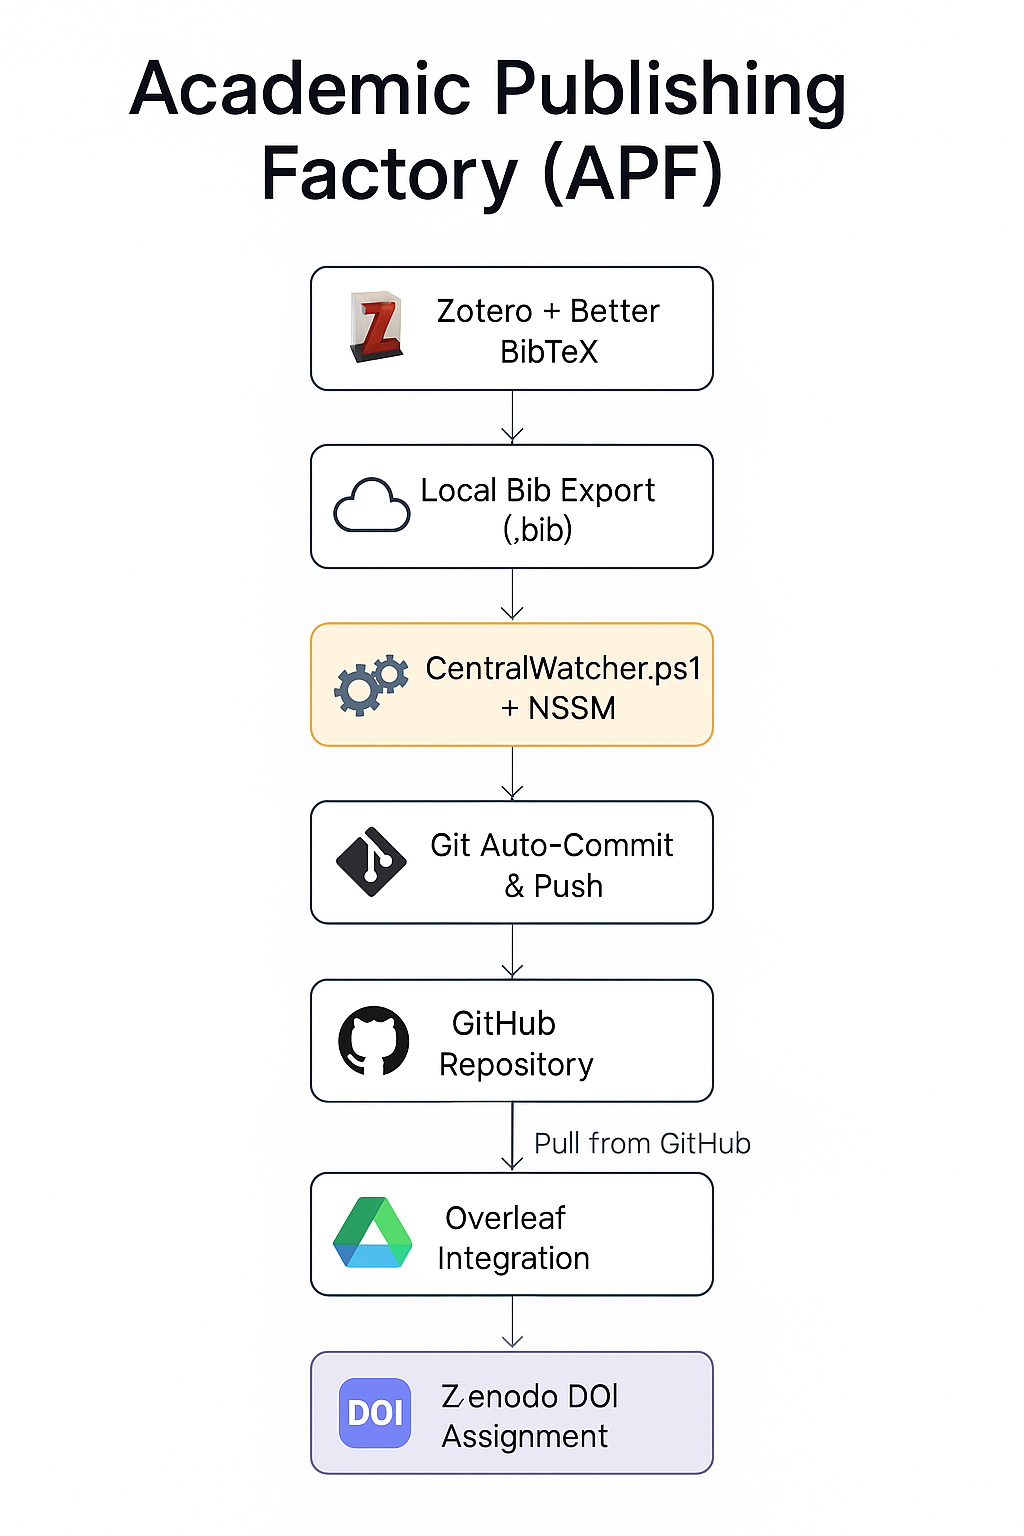 Academic Publishing
Factory (APF)
Z
Zotero + Better
BibTeX
Local Bib Export
(,bib)
CentralWatcher.ps1
+ NSSM
Git Auto-Commit
& Push
GitHub
Repository
Pull from GitHub
Overleaf
Integration
DOI
Zenodo DOI
Assignment